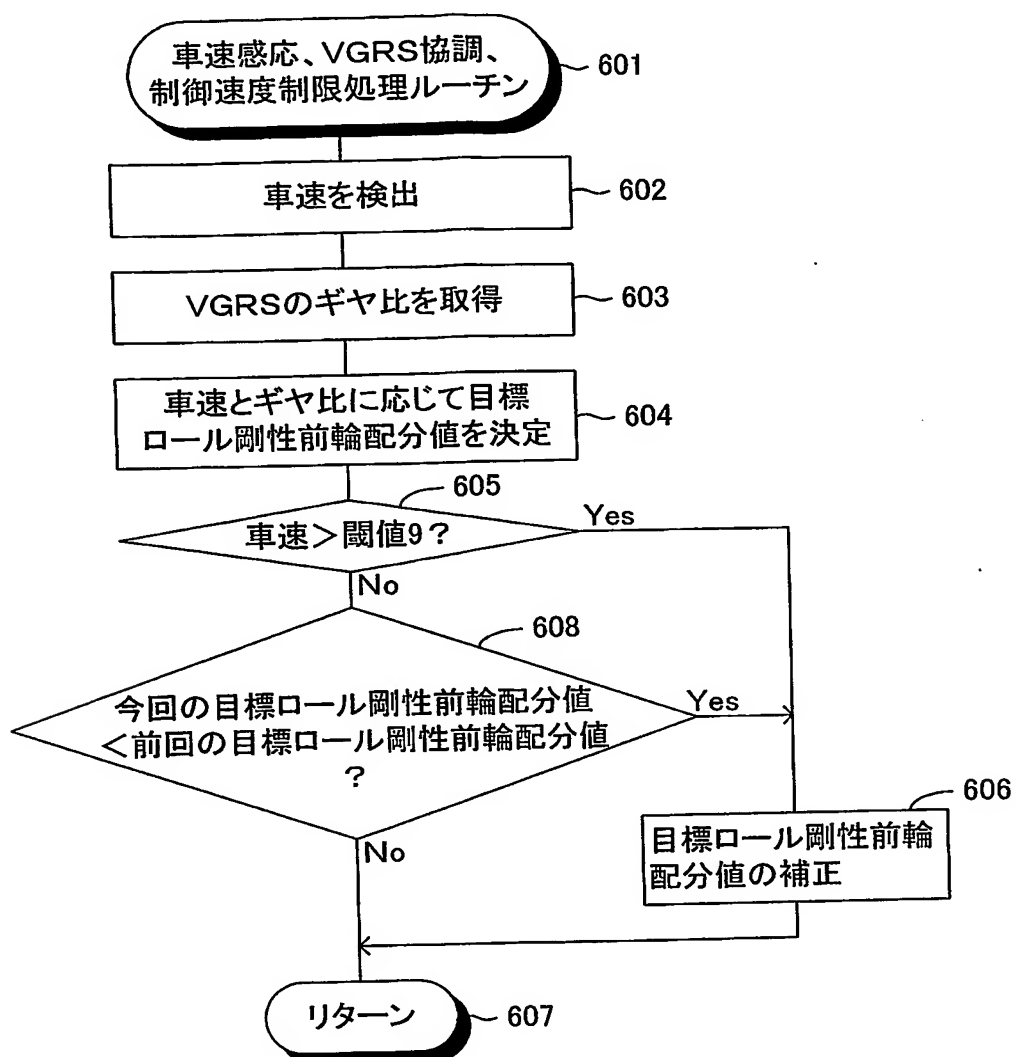 車速感応、VGRS協調、
制御速度制限処理ルーチン
601
車速を検出
602
VGRSのギヤ比を取得
603
車速とギヤ比に応じて目標
ロール剛性前輪配分値を決定
604
605
車速>閾値9?
Yes
No
608
今回の目標ロール剛性前輪配分値
<前回の目標ロール剛性前輪配分値
?
Yes
No
606
目標ロール剛性前輪
配分値の補正
リターン
607